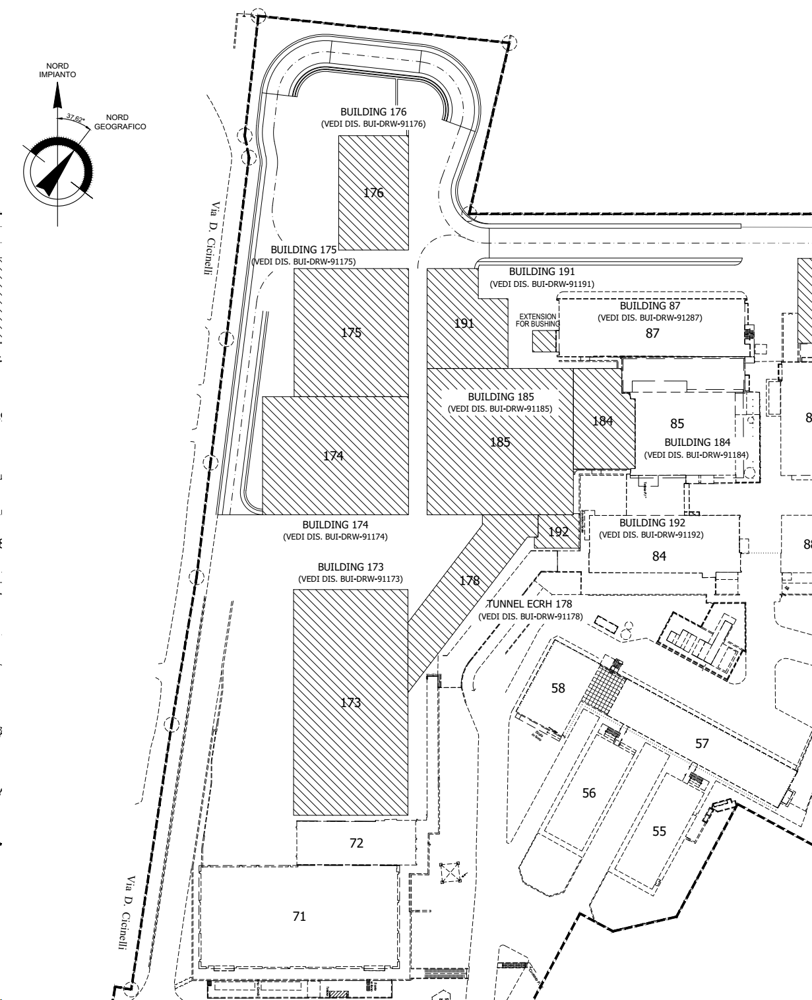 NORD
IMPIANTO
37.62°
NORD
GEOGRAFICO
BUILDING 176
(VEDI DIS. BUI-DRW-91176)
176
Via D. Cicinelli
BUILDING 175
(VEDI DIS. BUI-DRW-91175)
BUILDING 191
(VEDI DIS. BUI-DRW-91191)
BUILDING 87
(VEDI DIS. BUI-DRW-91287)
87
EXTENSION
FOR BUSHING
175
191
BUILDING 185
(VEDI DIS. BUI-DRW-91185)
185
184
85
BUILDING 184
(VEDI DIS. BUI-DRW-91184)
174
BUILDING 174
(VEDI DIS. BUI-DRW-91174)
192
BUILDING 192
(VEDI DIS. BUI-DRW-91192)
84
BUILDING 173
(VEDI DIS. BUI-DRW-91173)
178
TUNNEL ECRH 178
(VEDI DIS. BUI-DRW-91178)
173
58
57
56
55
72
71
Via D. Cicinelli